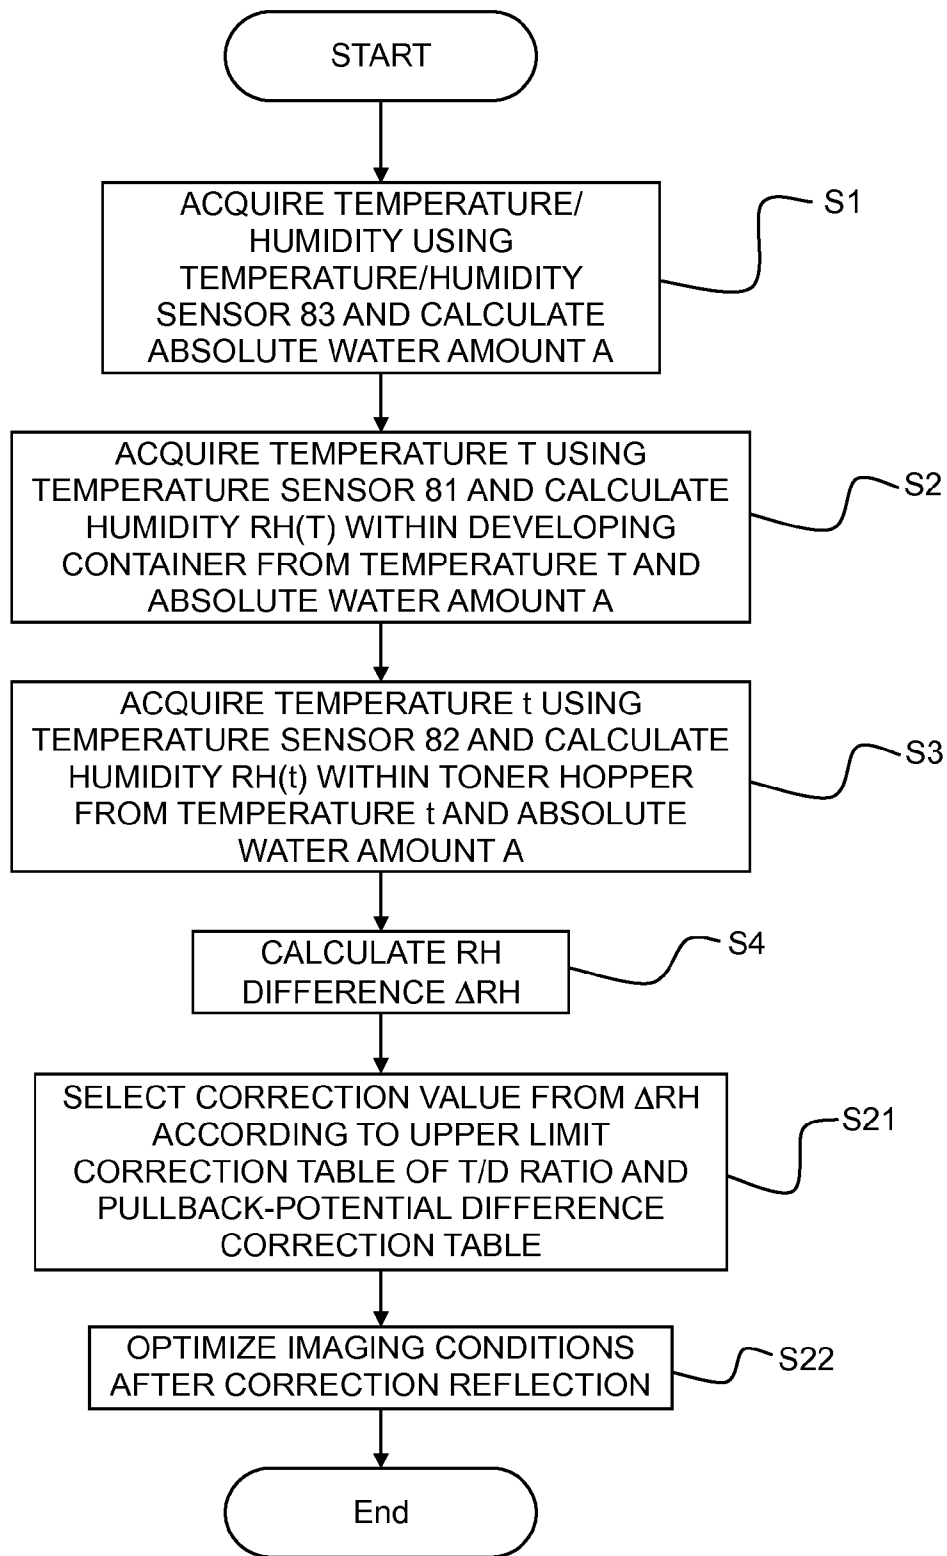 START
ACQUIRE TEMPERATURE/
HUMIDITY USING
TEMPERATURE/HUMIDITY
SENSOR 83 AND CALCULATE
ABSOLUTE WATER AMOUNT A
S1
ACQUIRE TEMPERATURE T USING
TEMPERATURE SENSOR 81 AND CALCULATE
HUMIDITY RH(T) WITHIN DEVELOPING
CONTAINER FROM TEMPERATURE T AND
ABSOLUTE WATER AMOUNT A
S2
ACQUIRE TEMPERATURE t USING
TEMPERATURE SENSOR 82 AND CALCULATE
HUMIDITY RH(t) WITHIN TONER HOPPER
FROM TEMPERATURE t AND ABSOLUTE
WATER AMOUNT A
S3
CALCULATE RH
DIFFERENCE ΔRH
S4
SELECT CORRECTION VALUE FROM ΔRH
ACCORDING TO UPPER LIMIT
CORRECTION TABLE OF T/D RATIO AND
PULLBACK-POTENTIAL DIFFERENCE
CORRECTION TABLE
S21
OPTIMIZE IMAGING CONDITIONS
AFTER CORRECTION REFLECTION
S22
End